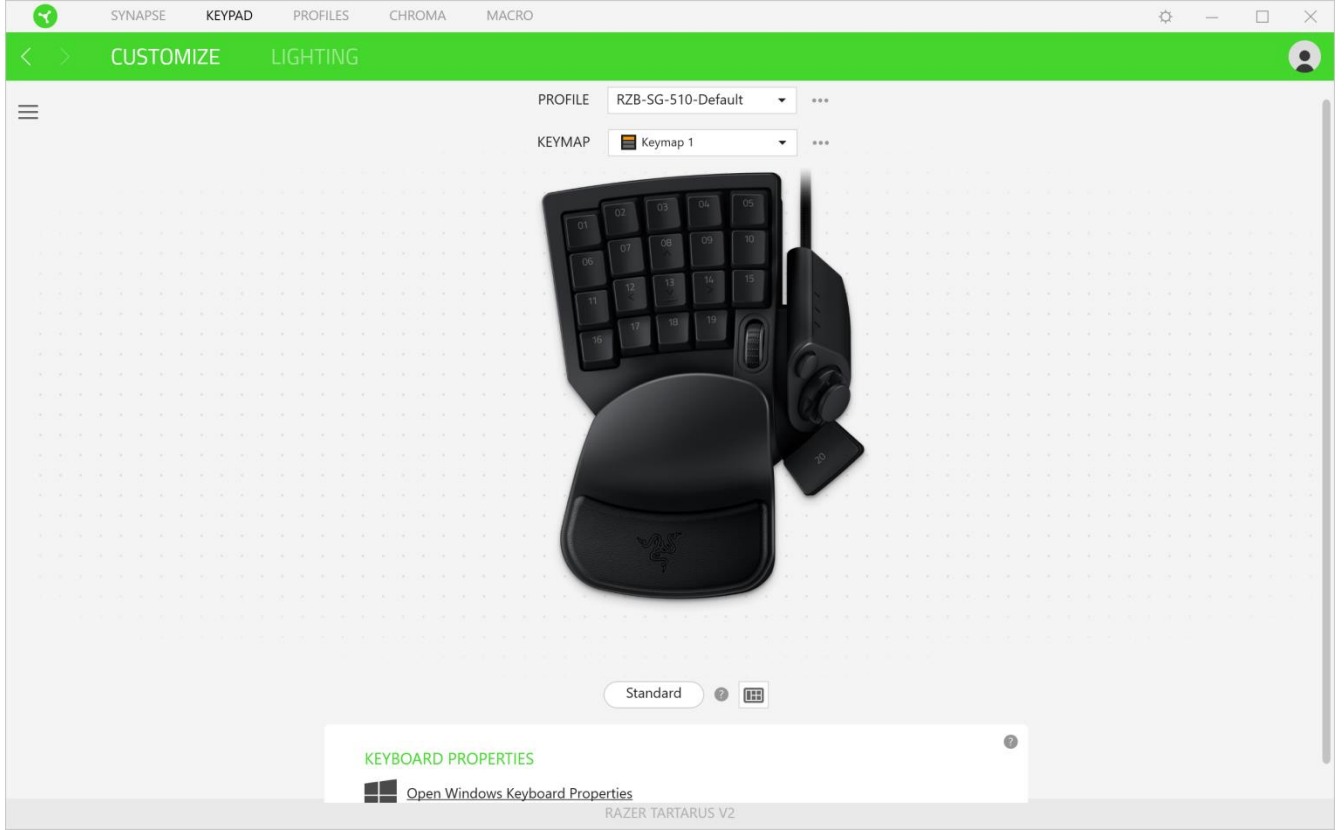 SYNAPSE KEYPAD PROFILES CHROMA MACRO
CUSTOMIZE LIGHTING
PROFILE RZB-SG-510-Default
KEYMAP Keymap 1
01 02 03 04 05
06 07 08 09 10
11 12 13 14 15
16 17 18 19
20
Standard ?
KEYBOARD PROPERTIES ?
Open Windows Keyboard Properties
RAZER TARTARUS V2